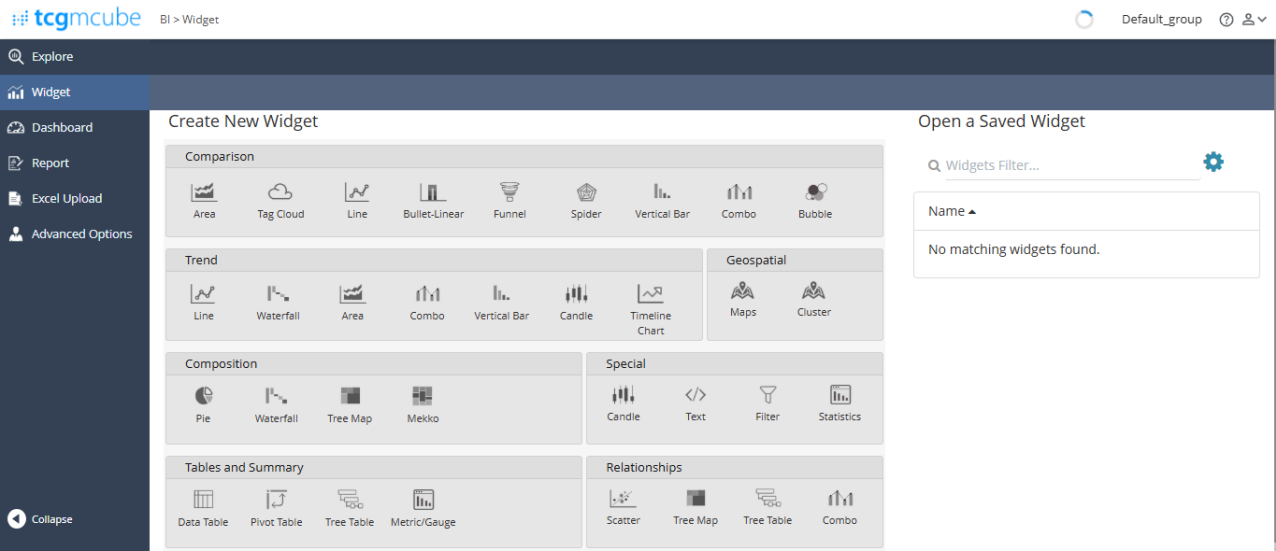 tcgmcube BI > Widget Default_group
Explore
Widget
Dashboard
Report
Excel Upload
Advanced Options
Collapse
Create New Widget
Comparison
Area Tag Cloud Line Bullet-Linear Funnel Spider Vertical Bar Combo Bubble
Trend
Line Waterfall Area Combo Vertical Bar Candle Timeline
Chart
Geospatial
Maps Cluster
Composition
Pie Waterfall Tree Map Mekko
Special
Candle Text Filter Statistics
Tables and Summary
Data Table Pivot Table Tree Table Metric/Gauge
Relationships
Scatter Tree Map Tree Table Combo
Open a Saved Widget
Widgets Filter...
Name
No matching widgets found.